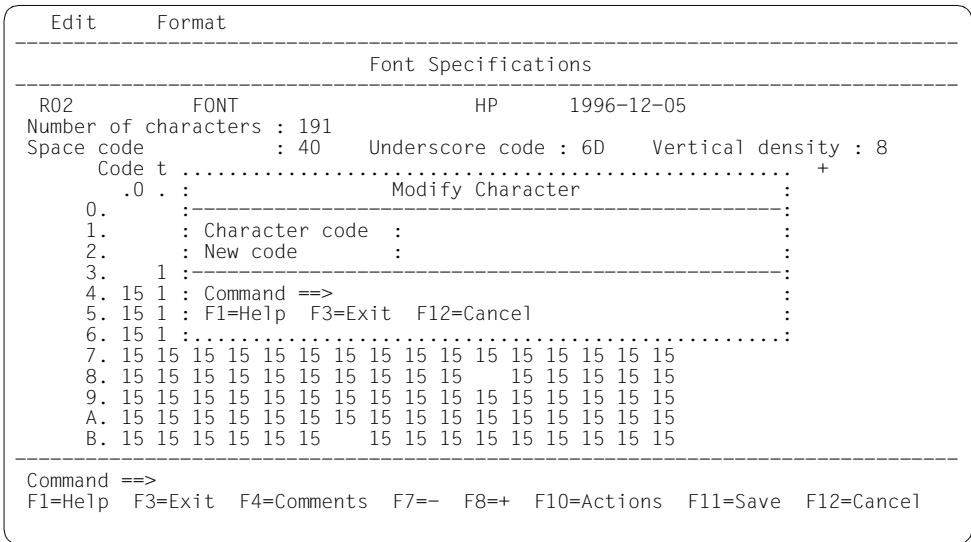 Edit      Format
--------------------------------------------------------------------------------
Font Specifications
--------------------------------------------------------------------------------
R02          FONT                    HP      1996-12-05
Number of characters : 191
Space code           : 40    Underscore code : 6D    Vertical density : 8
Code t ....................................................  +
.0 . :                 Modify Character                 :
0.       :--------------------------------------------------:
1.       : Character code  :                                :
2.       : New code        :                                :
3.     1 :--------------------------------------------------:
4. 15 1 : Command ==>                                      :
5. 15 1 : F1=Help  F3=Exit  F12=Cancel                     :
6. 15 1 :..................................................:
7. 15 15 15 15 15 15 15 15 15 15 15 15 15 15 15 15
8. 15 15 15 15 15 15 15 15 15 15    15 15 15 15 15
9. 15 15 15 15 15 15 15 15 15 15 15 15 15 15 15 15
A. 15 15 15 15 15 15 15 15 15 15 15 15 15 15 15 15
B. 15 15 15 15 15 15    15 15 15 15 15 15 15 15 15
--------------------------------------------------------------------------------
Command ==>
F1=Help  F3=Exit  F4=Comments  F7=-  F8=+  F10=Actions  F11=Save  F12=Cancel